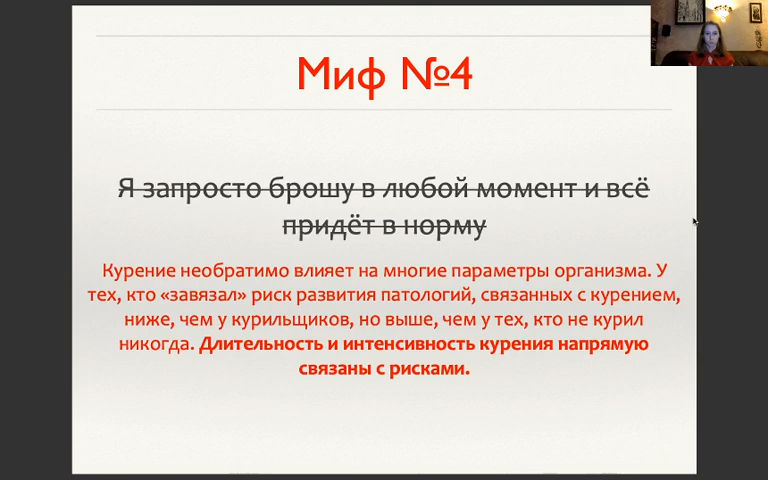 Миф №4
Я запросто брошу в любой момент и всё
придёт в норму
Курение необратимо влияет на многие параметры организма. У
тех, кто «завязал» риск развития патологий, связанных с курением,
ниже, чем у курильщиков, но выше, чем у тех, кто не курил
никогда. Длительность и интенсивность курения напрямую
связаны с рисками.